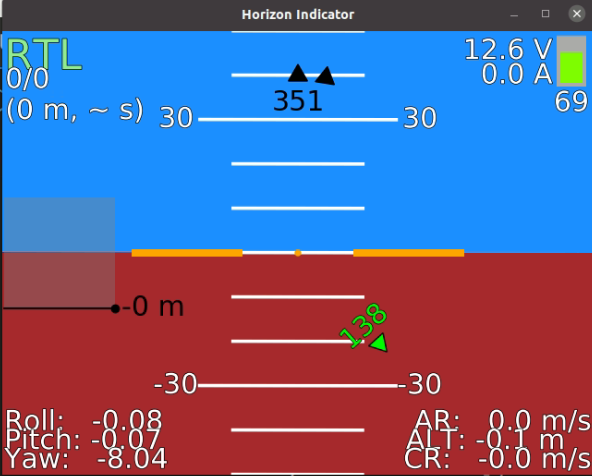 Horizon Indicator
RTL
0/0
(0 m, ~ s)
12.6 V
0.0 A
69
351
30
30
-0 m
138
-30
-30
Roll: -0.08
Pitch: -0.07
Yaw: -8.04
AR: 0.0 m/s
ALT: -0.1 m
CR: -0.0 m/s